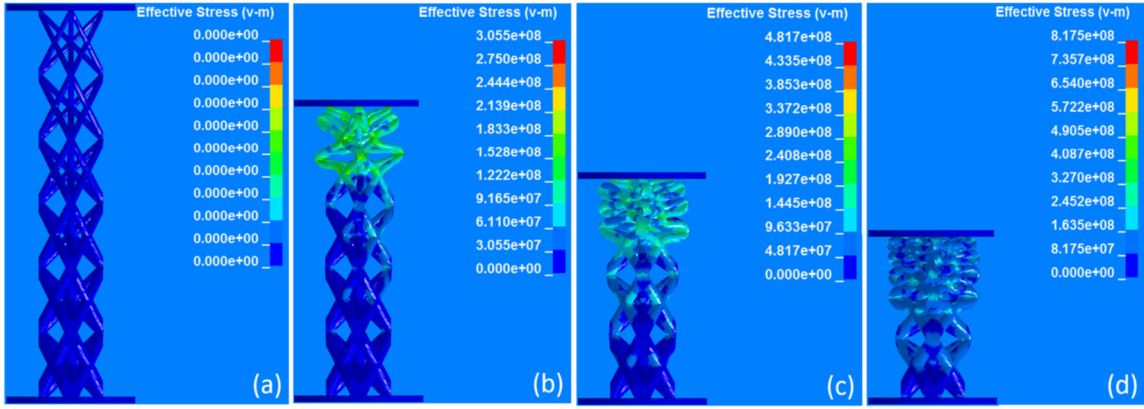 Effective Stress (v-m)
0.000e+00
0.000e+00
0.000e+00
0.000e+00
0.000e+00
0.000e+00
0.000e+00
0.000e+00
0.000e+00
0.000e+00
0.000e+00
(a)
Effective Stress (v-m)
3.055e+08
2.750e+08
2.444e+08
2.139e+08
1.833e+08
1.528e+08
1.222e+08
9.165e+07
6.110e+07
3.055e+07
0.000e+00
(b)
Effective Stress (v-m)
4.817e+08
4.335e+08
3.853e+08
3.372e+08
2.890e+08
2.408e+08
1.927e+08
1.445e+08
9.633e+07
4.817e+07
0.000e+00
(c)
Effective Stress (v-m)
8.175e+08
7.357e+08
6.540e+08
5.722e+08
4.905e+08
4.087e+08
3.270e+08
2.452e+08
1.635e+08
8.175e+07
0.000e+00
(d)